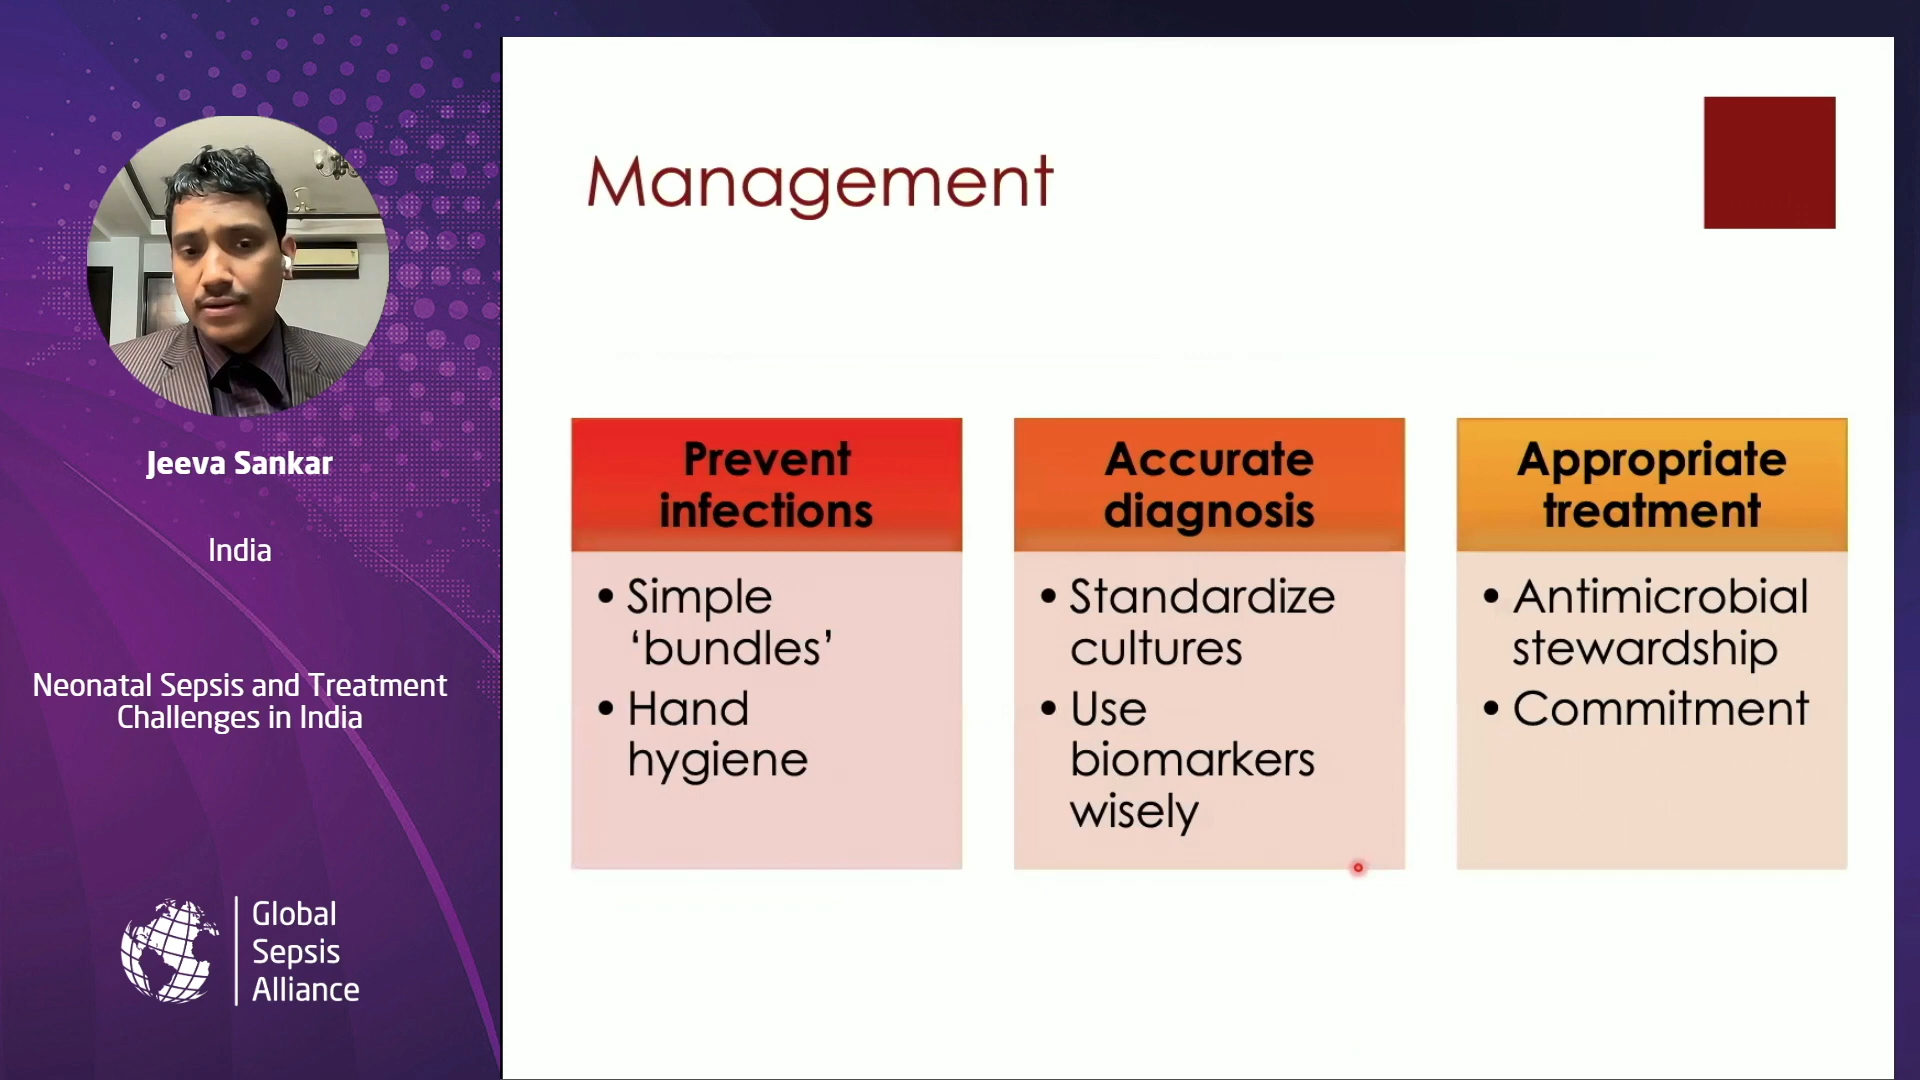 Jeeva Sankar
India
Neonatal Sepsis and Treatment
Challenges in India
Global
Sepsis
Alliance
Management
Prevent
infections
• Simple
‘bundles’
• Hand
hygiene
Accurate
diagnosis
• Standardize
cultures
• Use
biomarkers
wisely
Appropriate
treatment
• Antimicrobial
stewardship
• Commitment